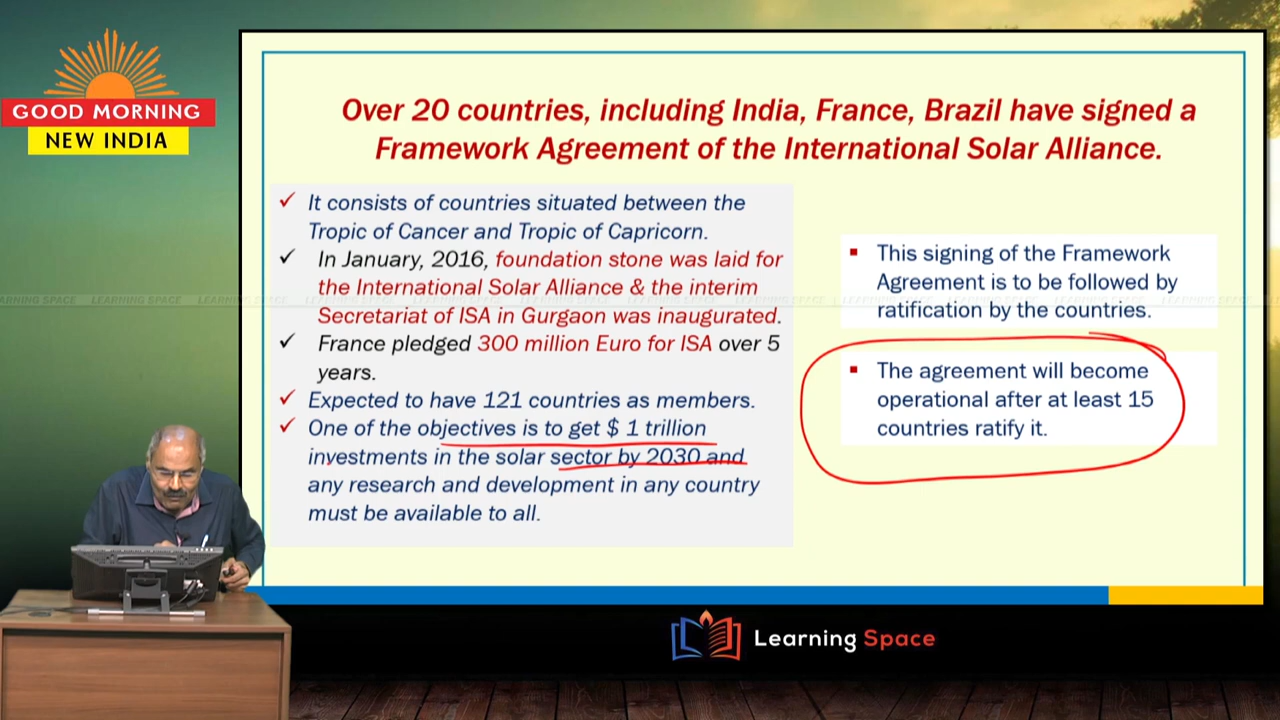 GOOD MORNING
NEW INDIA
Over 20 countries, including India, France, Brazil have signed a
Framework Agreement of the International Solar Alliance.
✓ It consists of countries situated between the
Tropic of Cancer and Tropic of Capricorn.
✓ In January, 2016, foundation stone was laid for
the International Solar Alliance & the interim
Secretariat of ISA in Gurgaon was inaugurated.
✓ France pledged 300 million Euro for ISA over 5
years.
✓ Expected to have 121 countries as members.
✓ One of the objectives is to get $ 1 trillion
investments in the solar sector by 2030 and
any research and development in any country
must be available to all.
▪ This signing of the Framework
Agreement is to be followed by
ratification by the countries.
▪ The agreement will become
operational after at least 15
countries ratify it.
LEARNING SPACE LEARNING SPACE
Learning Space